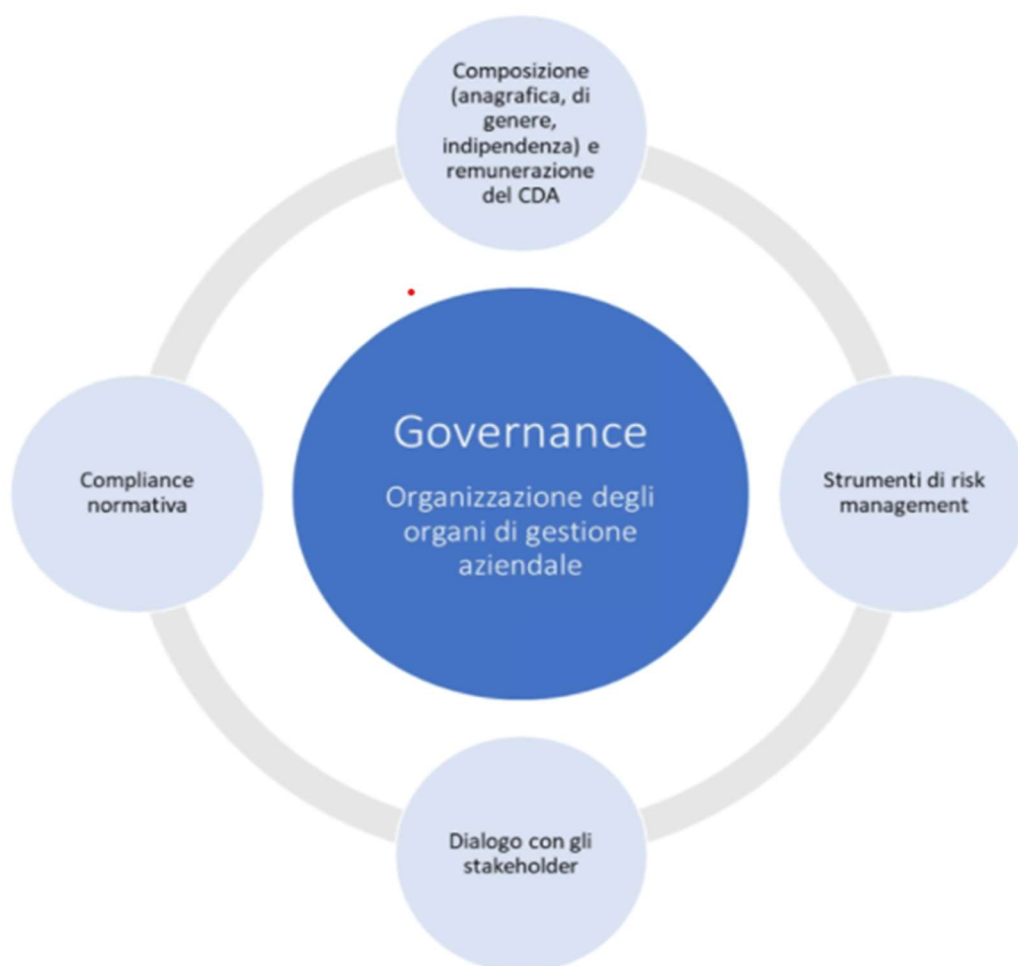 Composizione
(anagrafica, di
genere,
indipendenza) e
remunerazione
del CDA
Governance
Organizzazione degli
organi di gestione
aziendale
Compliance
normativa
Strumenti di risk
management
Dialogo con gli
stakeholder